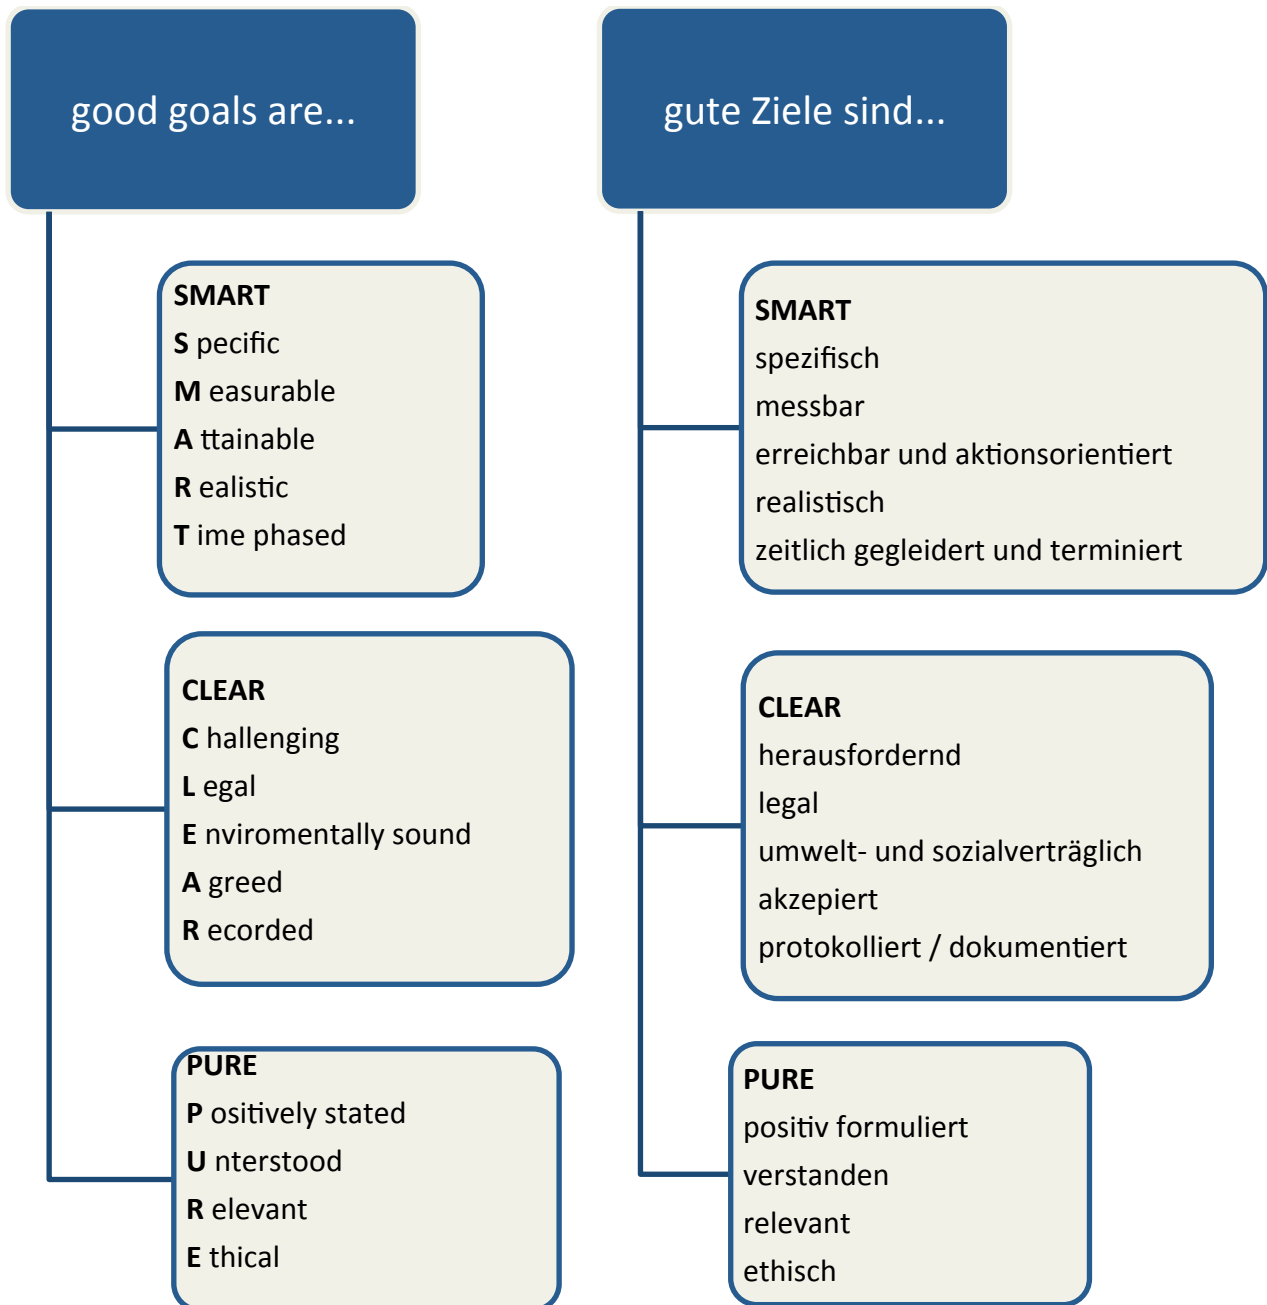 good goals are...
SMART
S pecific
M easurable
A ttainable
R ealistic
T ime phased
CLEAR
C hallenging
L egal
E nviromentally sound
A greed
R ecorded
PURE
P ositively stated
U nterstood
R elevant
E thical
gute Ziele sind...
SMART
spezifisch
messbar
erreichbar und aktionsorientiert
realistisch
zeitlich gegleidert und terminiert
CLEAR
herausfordernd
legal
umwelt- und sozialverträglich
akzepiert
protokolliert / dokumentiert
PURE
positiv formuliert
verstanden
relevant
ethisch